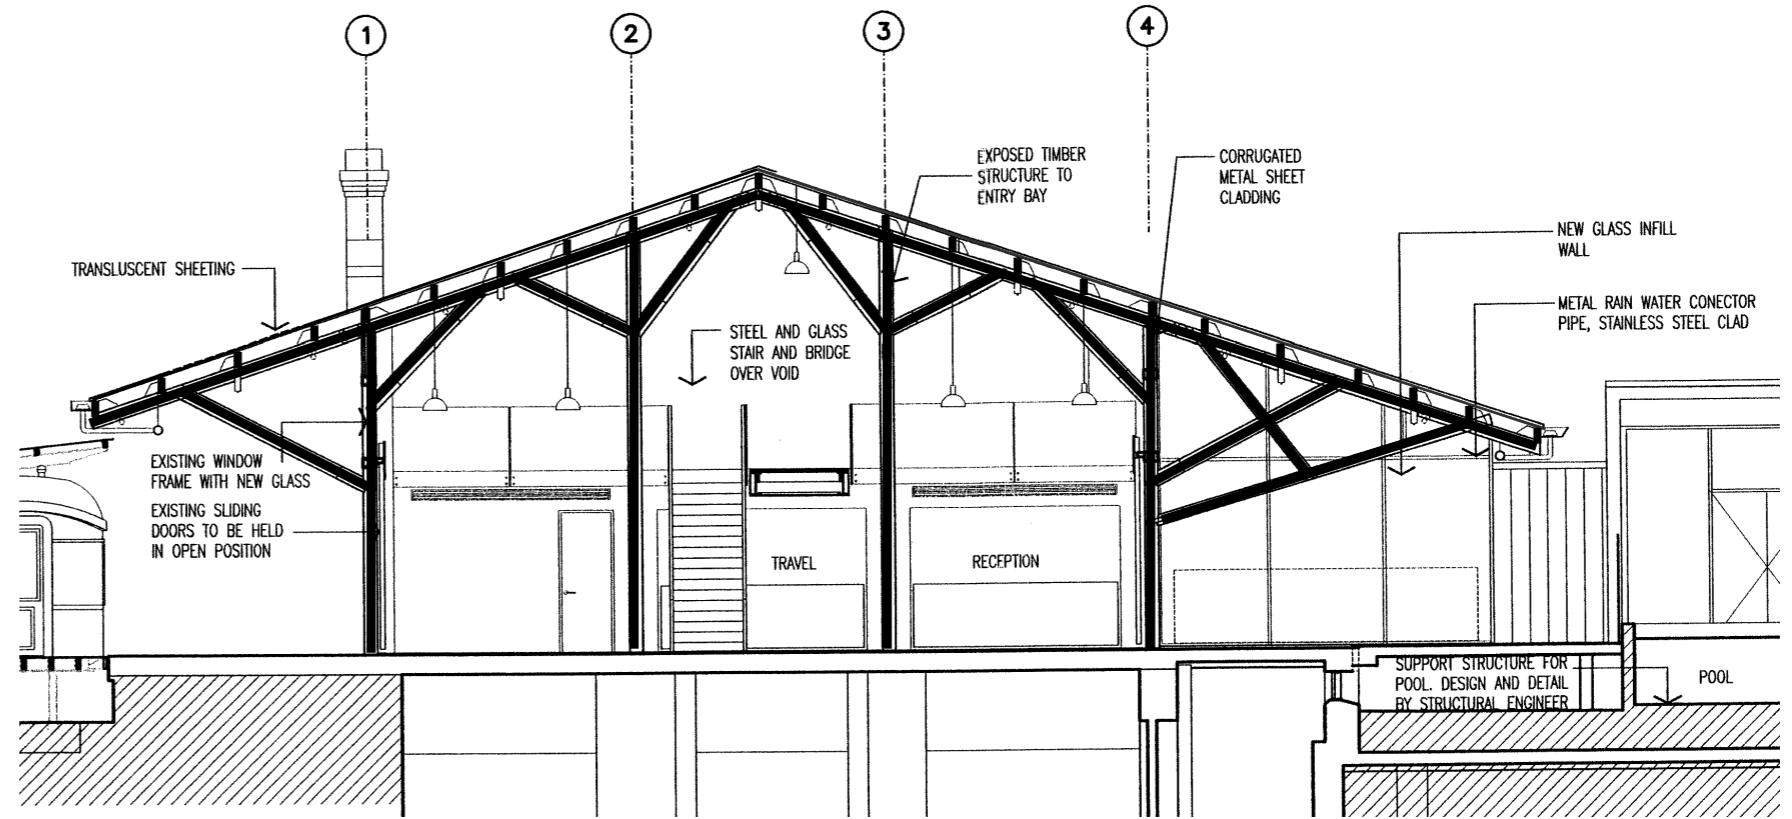 1
2
3
4
EXPOSED TIMBER
STRUCTURE TO
ENTRY BAY
CORRUGATED
METAL SHEET
CLADDING
NEW GLASS INFILL
WALL
TRANSLUSCENT SHEETING
METAL RAIN WATER CONECTOR
PIPE, STAINLESS STEEL CLAD
STEEL AND GLASS
STAIR AND BRIDGE
OVER VOID
EXISTING WINDOW
FRAME WITH NEW GLASS
EXISTING SLIDING
DOORS TO BE HELD
IN OPEN POSITION
TRAVEL
RECEPTION
SUPPORT STRUCTURE FOR
POOL. DESIGN AND DETAIL
BY STRUCTURAL ENGINEER
POOL